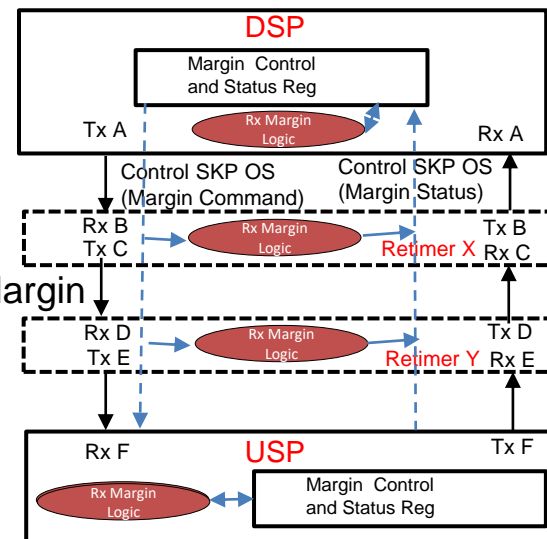 DSP
Margin Control
and Status Reg
Rx Margin
Logic
Tx A
Rx A
Control SKP OS
(Margin Command)
Control SKP OS
(Margin Status)
Rx B
Tx C
Rx Margin
Logic
Tx B
Retimer X
Rx C
Margin
Rx D
Tx E
Rx Margin
Logic
Tx D
Retimer Y
Rx E
Rx F
USP
Tx F
Rx Margin
Logic
Margin Control
and Status Reg